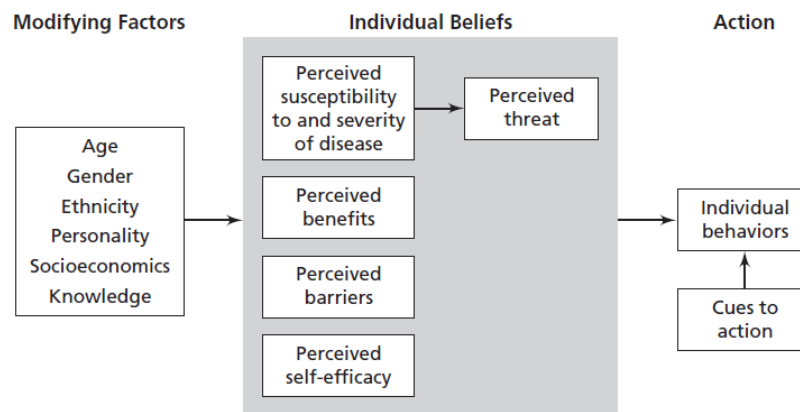 Modifying Factors
Individual Beliefs
Action
Age
Gender
Ethnicity
Personality
Socioeconomics
Knowledge
Perceived
susceptibility
to and severity
of disease
Perceived
threat
Perceived
benefits
Perceived
barriers
Perceived
self-efficacy
Individual
behaviors
Cues to
action